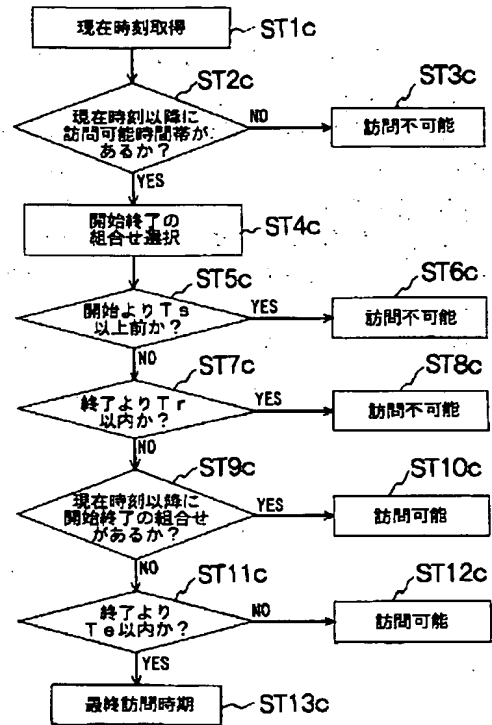 現在時刻取得
ST1c
ST2c
現在時刻以降に
訪問可能時間帯が
あるか？
NO
ST3c
訪問不可能
YES
開始終了の
組合せ選択
ST4c
ST5c
開始よりTs
以上前か？
YES
ST6c
訪問不可能
NO
ST7c
終了よりTr
以内か？
YES
ST8c
訪問不可能
NO
ST9c
現在時刻以降に
開始終了の組合せ
があるか？
YES
ST10c
訪問可能
NO
ST11c
終了より
Te以内か？
NO
ST12c
訪問可能
YES
最終訪問時期
ST13c